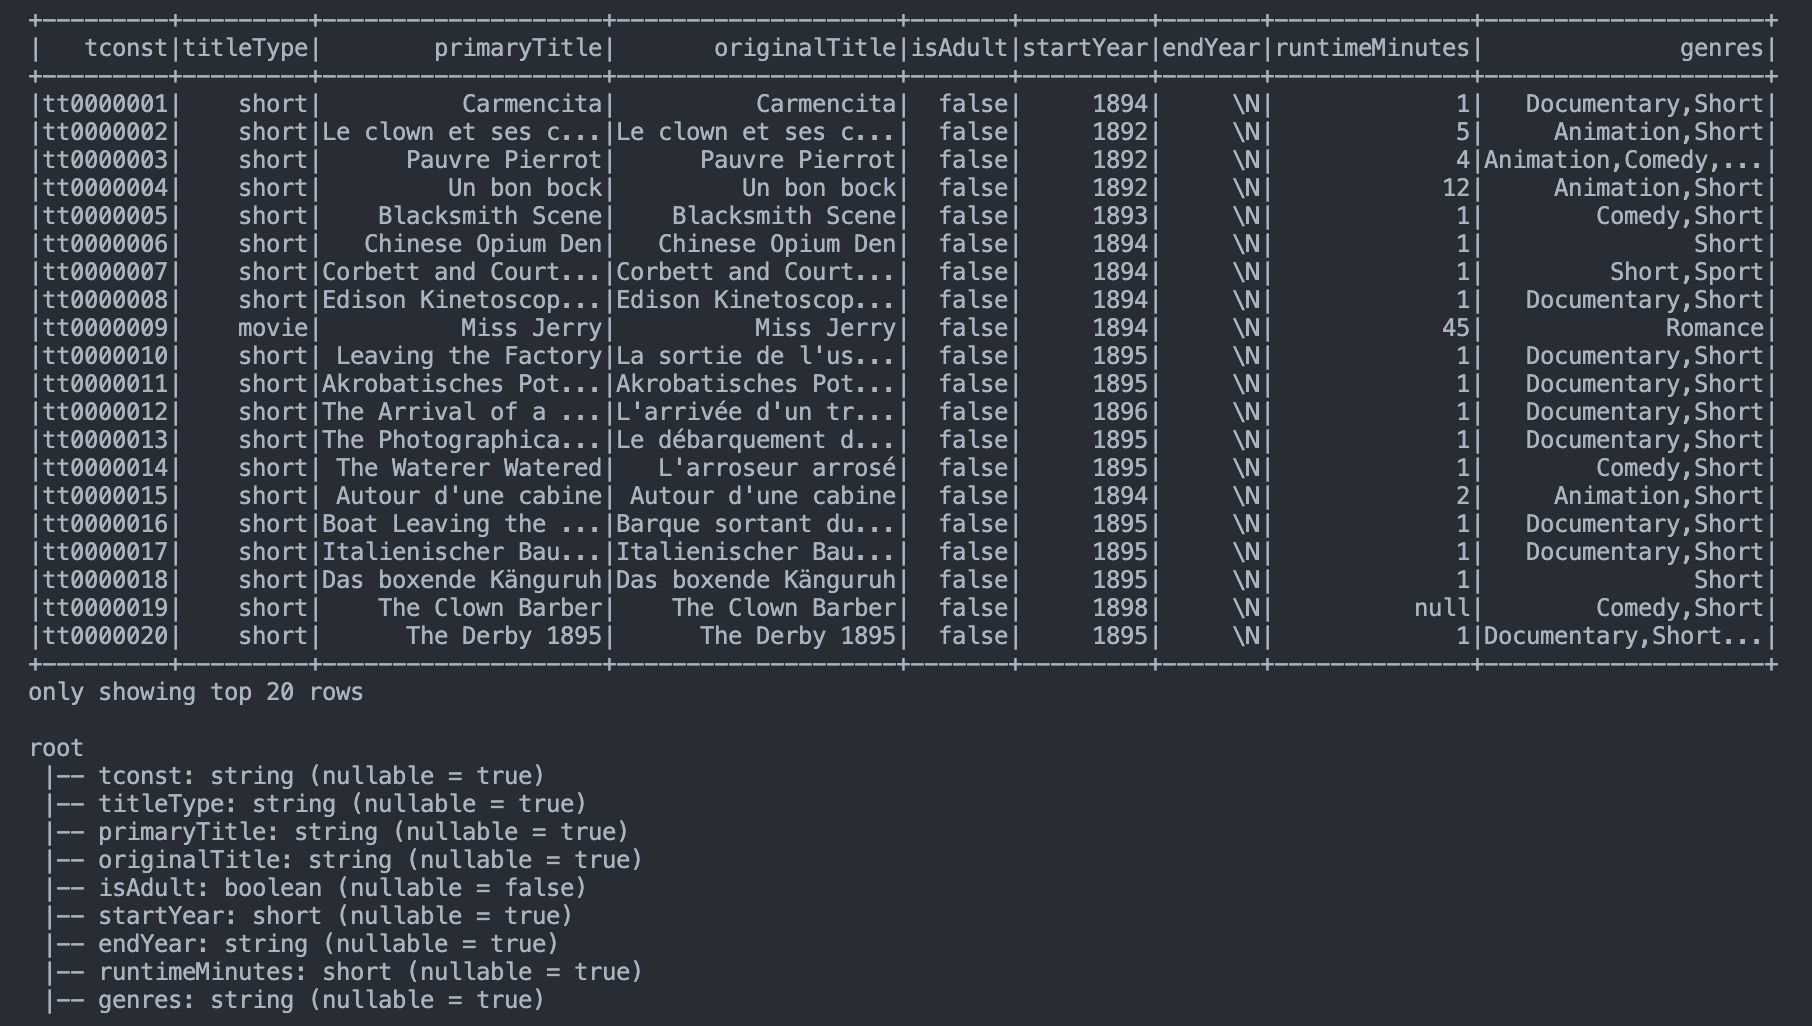 +---------+---------+--------------------+--------------------+-------+---------+-------+--------------+--------------------+
|   tconst|titleType|        primaryTitle|       originalTitle|isAdult|startYear|endYear|runtimeMinutes|              genres|
+---------+---------+--------------------+--------------------+-------+---------+-------+--------------+--------------------+
|tt0000001|    short|          Carmencita|          Carmencita|  false|     1894|     \N|             1|   Documentary,Short|
|tt0000002|    short|Le clown et ses c...|Le clown et ses c...|  false|     1892|     \N|             5|     Animation,Short|
|tt0000003|    short|      Pauvre Pierrot|      Pauvre Pierrot|  false|     1892|     \N|             4|Animation,Comedy,...|
|tt0000004|    short|         Un bon bock|         Un bon bock|  false|     1892|     \N|            12|     Animation,Short|
|tt0000005|    short|    Blacksmith Scene|    Blacksmith Scene|  false|     1893|     \N|             1|        Comedy,Short|
|tt0000006|    short|   Chinese Opium Den|   Chinese Opium Den|  false|     1894|     \N|             1|               Short|
|tt0000007|    short|Corbett and Court...|Corbett and Court...|  false|     1894|     \N|             1|         Short,Sport|
|tt0000008|    short|Edison Kinetoscop...|Edison Kinetoscop...|  false|     1894|     \N|             1|   Documentary,Short|
|tt0000009|    movie|          Miss Jerry|          Miss Jerry|  false|     1894|     \N|            45|             Romance|
|tt0000010|    short| Leaving the Factory|La sortie de l'us...|  false|     1895|     \N|             1|   Documentary,Short|
|tt0000011|    short|Akrobatisches Pot...|Akrobatisches Pot...|  false|     1895|     \N|             1|   Documentary,Short|
|tt0000012|    short|The Arrival of a ...|L'arrivée d'un tr...|  false|     1896|     \N|             1|   Documentary,Short|
|tt0000013|    short|The Photographica...|Le débarquement d...|  false|     1895|     \N|             1|   Documentary,Short|
|tt0000014|    short| The Waterer Watered|   L'arroseur arrosé|  false|     1895|     \N|             1|        Comedy,Short|
|tt0000015|    short| Autour d'une cabine| Autour d'une cabine|  false|     1894|     \N|             2|     Animation,Short|
|tt0000016|    short|Boat Leaving the ...|Barque sortant du...|  false|     1895|     \N|             1|   Documentary,Short|
|tt0000017|    short|Italienischer Bau...|Italienischer Bau...|  false|     1895|     \N|             1|   Documentary,Short|
|tt0000018|    short|Das boxende Känguruh|Das boxende Känguruh|  false|     1895|     \N|             1|               Short|
|tt0000019|    short|    The Clown Barber|    The Clown Barber|  false|     1898|     \N|          null|        Comedy,Short|
|tt0000020|    short|      The Derby 1895|      The Derby 1895|  false|     1895|     \N|             1|Documentary,Short...|
+---------+---------+--------------------+--------------------+-------+---------+-------+--------------+--------------------+
only showing top 20 rows
root
 |-- tconst: string (nullable = true)
 |-- titleType: string (nullable = true)
 |-- primaryTitle: string (nullable = true)
 |-- originalTitle: string (nullable = true)
 |-- isAdult: boolean (nullable = false)
 |-- startYear: short (nullable = true)
 |-- endYear: string (nullable = true)
 |-- runtimeMinutes: short (nullable = true)
 |-- genres: string (nullable = true)